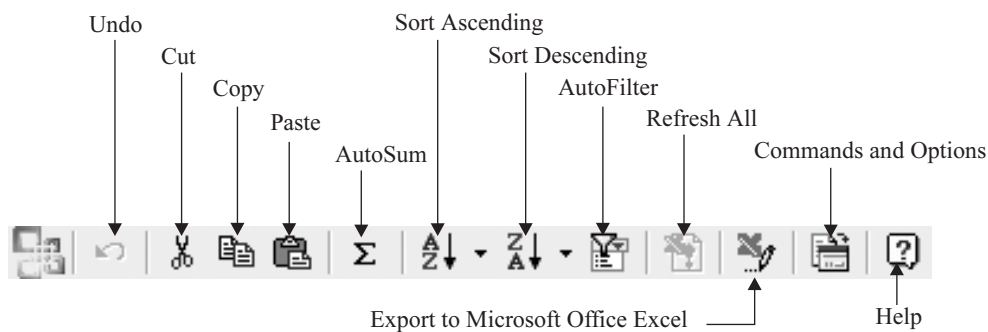 Undo
Sort Ascending
Cut
Sort Descending
Copy
AutoFilter
Paste
Refresh All
AutoSum
Commands and Options
A
Z
Z
A
Σ
?
Export to Microsoft Office Excel
Help